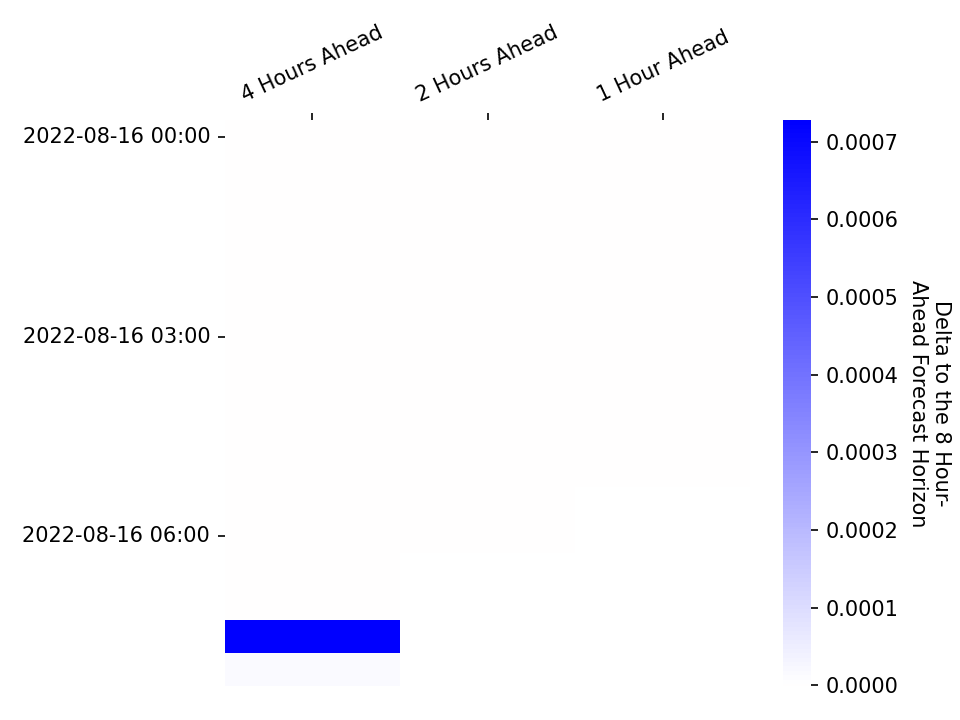 4 Hours Ahead
2 Hours Ahead
1 Hour Ahead
2022-08-16 00:00
2022-08-16 03:00
2022-08-16 06:00
0.0007
0.0006
0.0005
0.0004
0.0003
0.0002
0.0001
0.0000
Delta to the 8 Hour-
Ahead Forecast Horizon